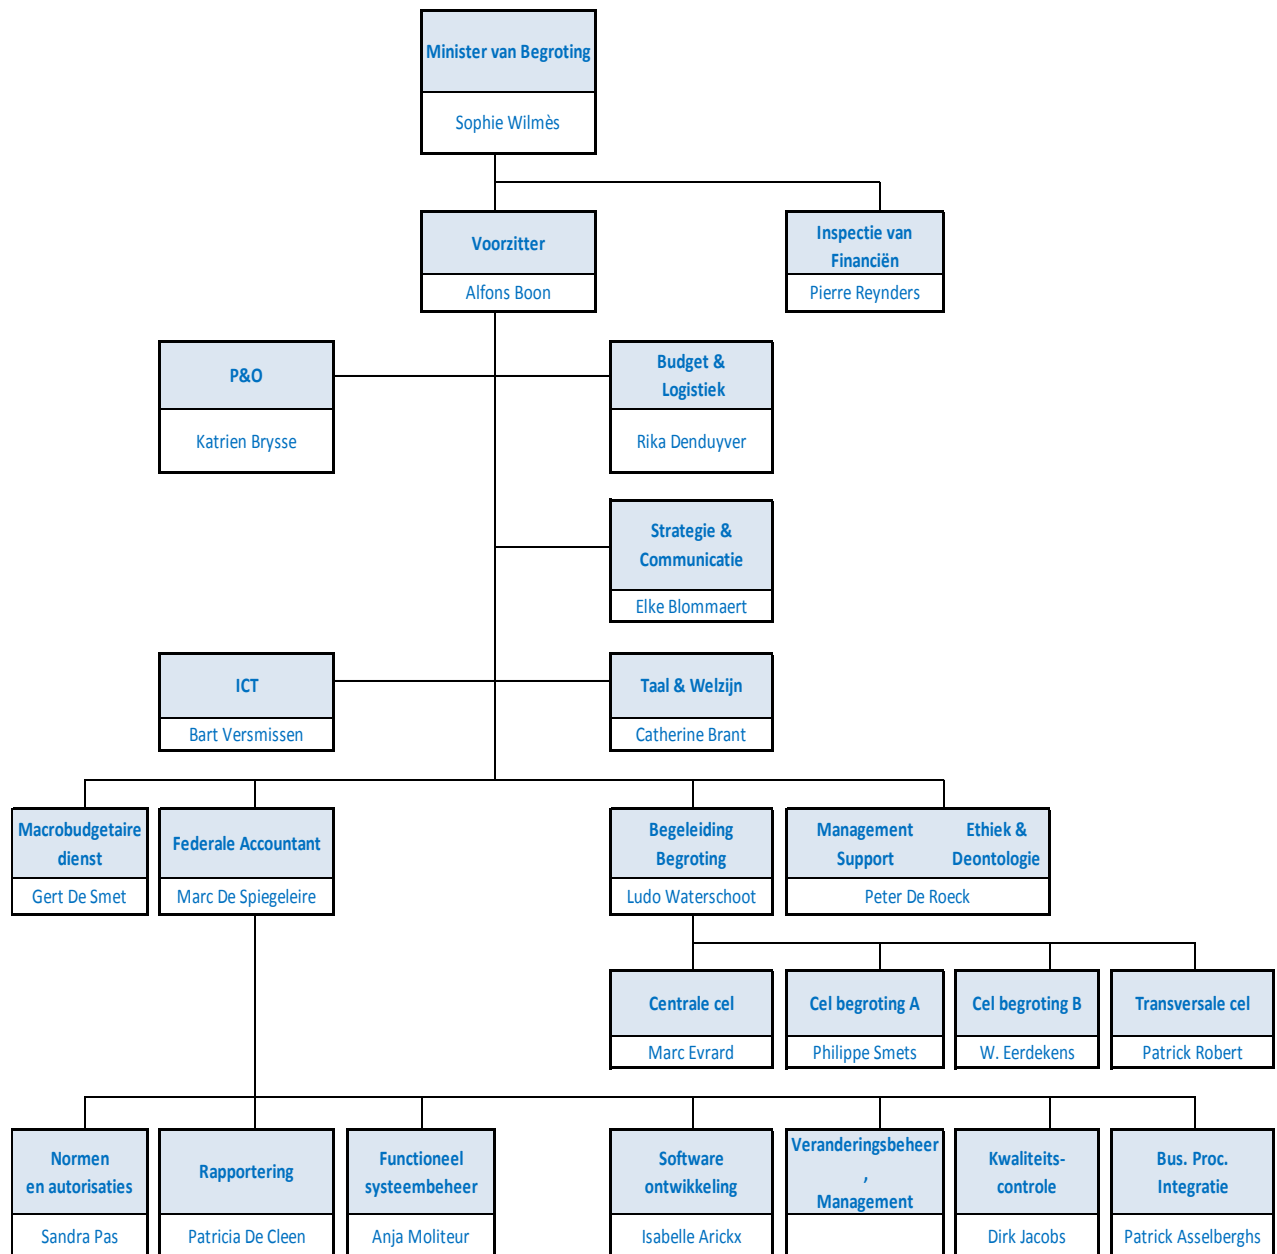 Minister van Begroting
Sophie Wilmès
Voorzitter
Alfons Boon
Inspectie van
Financiën
Pierre Reynders
P&O
Katrien Brysse
Budget &
Logistiek
Rika Denduyver
Strategie &
Communicatie
Elke Blommaert
ICT
Bart Versmissen
Taal & Welzijn
Catherine Brant
Macrobudgetaire
dienst
Gert De Smet
Federale Accountant
Marc De Spiegeleire
Begeleiding
Begroting
Ludo Waterschoot
Management
Support
Ethiek &
Deontologie
Peter De Roeck
Centrale cel
Marc Evrard
Cel begroting A
Philippe Smets
Cel begroting B
W. Eerdekens
Transversale cel
Patrick Robert
Normen
en autorisaties
Sandra Pas
Rapportering
Patricia De Cleen
Functioneel
systeembeheer
Anja Moliteur
Software
ontwikkeling
Isabelle Arickx
Veranderingsbeheer
,
Management
Kwaliteits-
controle
Dirk Jacobs
Bus. Proc.
Integratie
Patrick Asselberghs